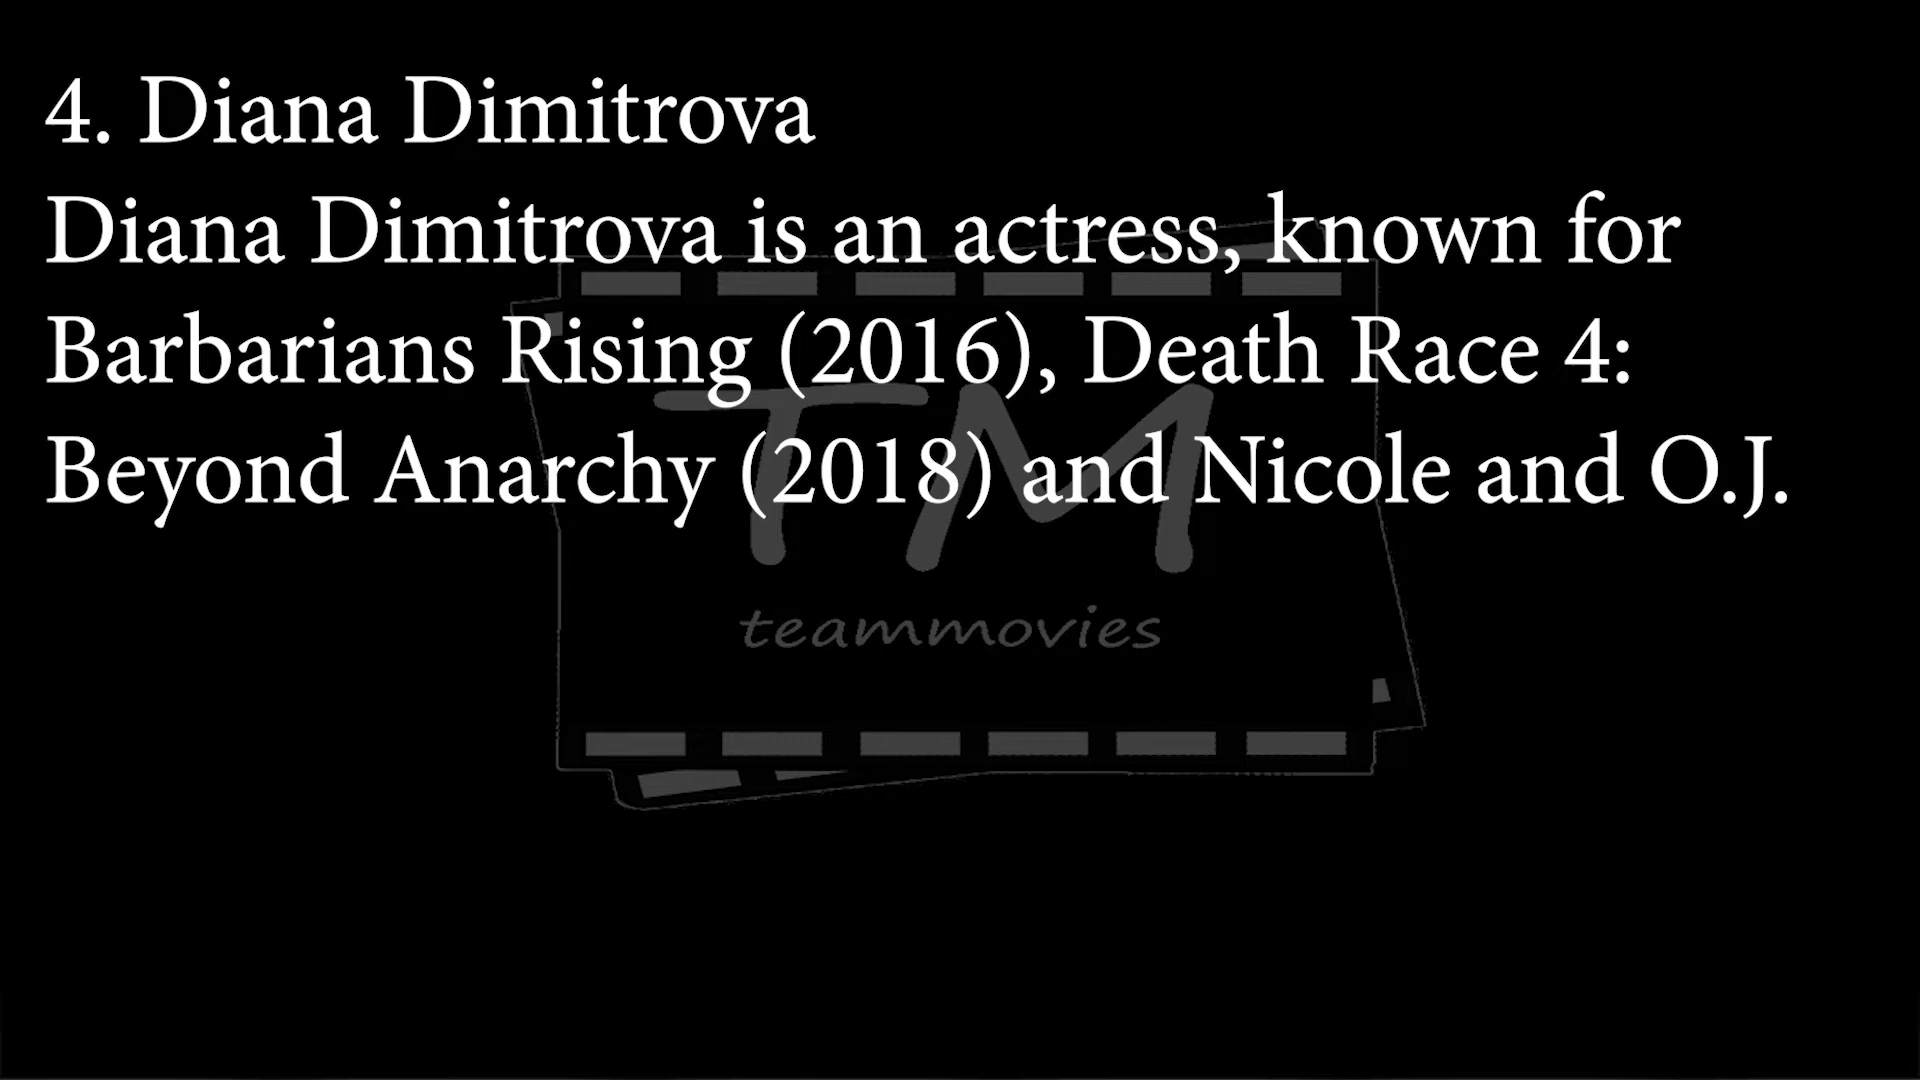 4. Diana Dimitrova
Diana Dimitrova is an actress, known for
Barbarians Rising (2016), Death Race 4:
Beyond Anarchy (2018) and Nicole and O.J.
TM
teammovies